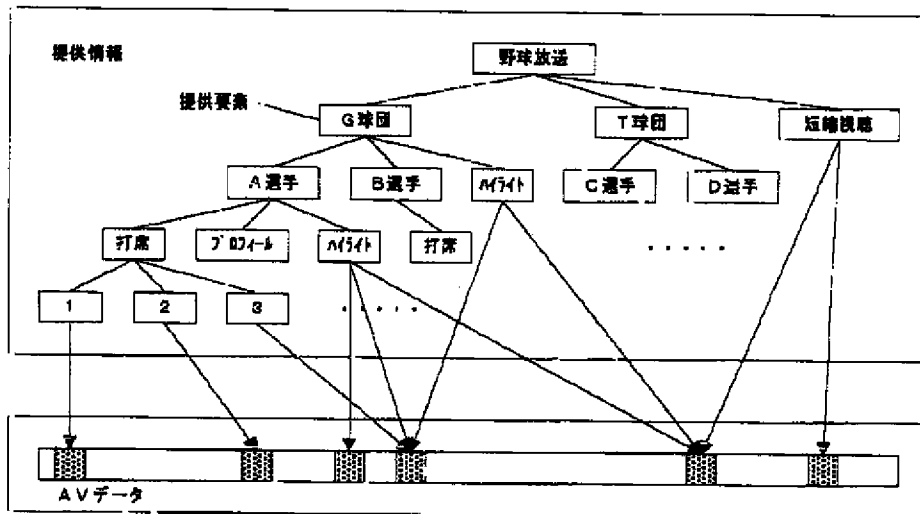 提供情報
野球放送
提供要素
G球団
T球団
短縮視聴
A選手
B選手
ハイライト
C選手
D選手
打席
プロフィール
ハイライト
打席
・・・・・
1
2
3
・・・・・
AVデータ